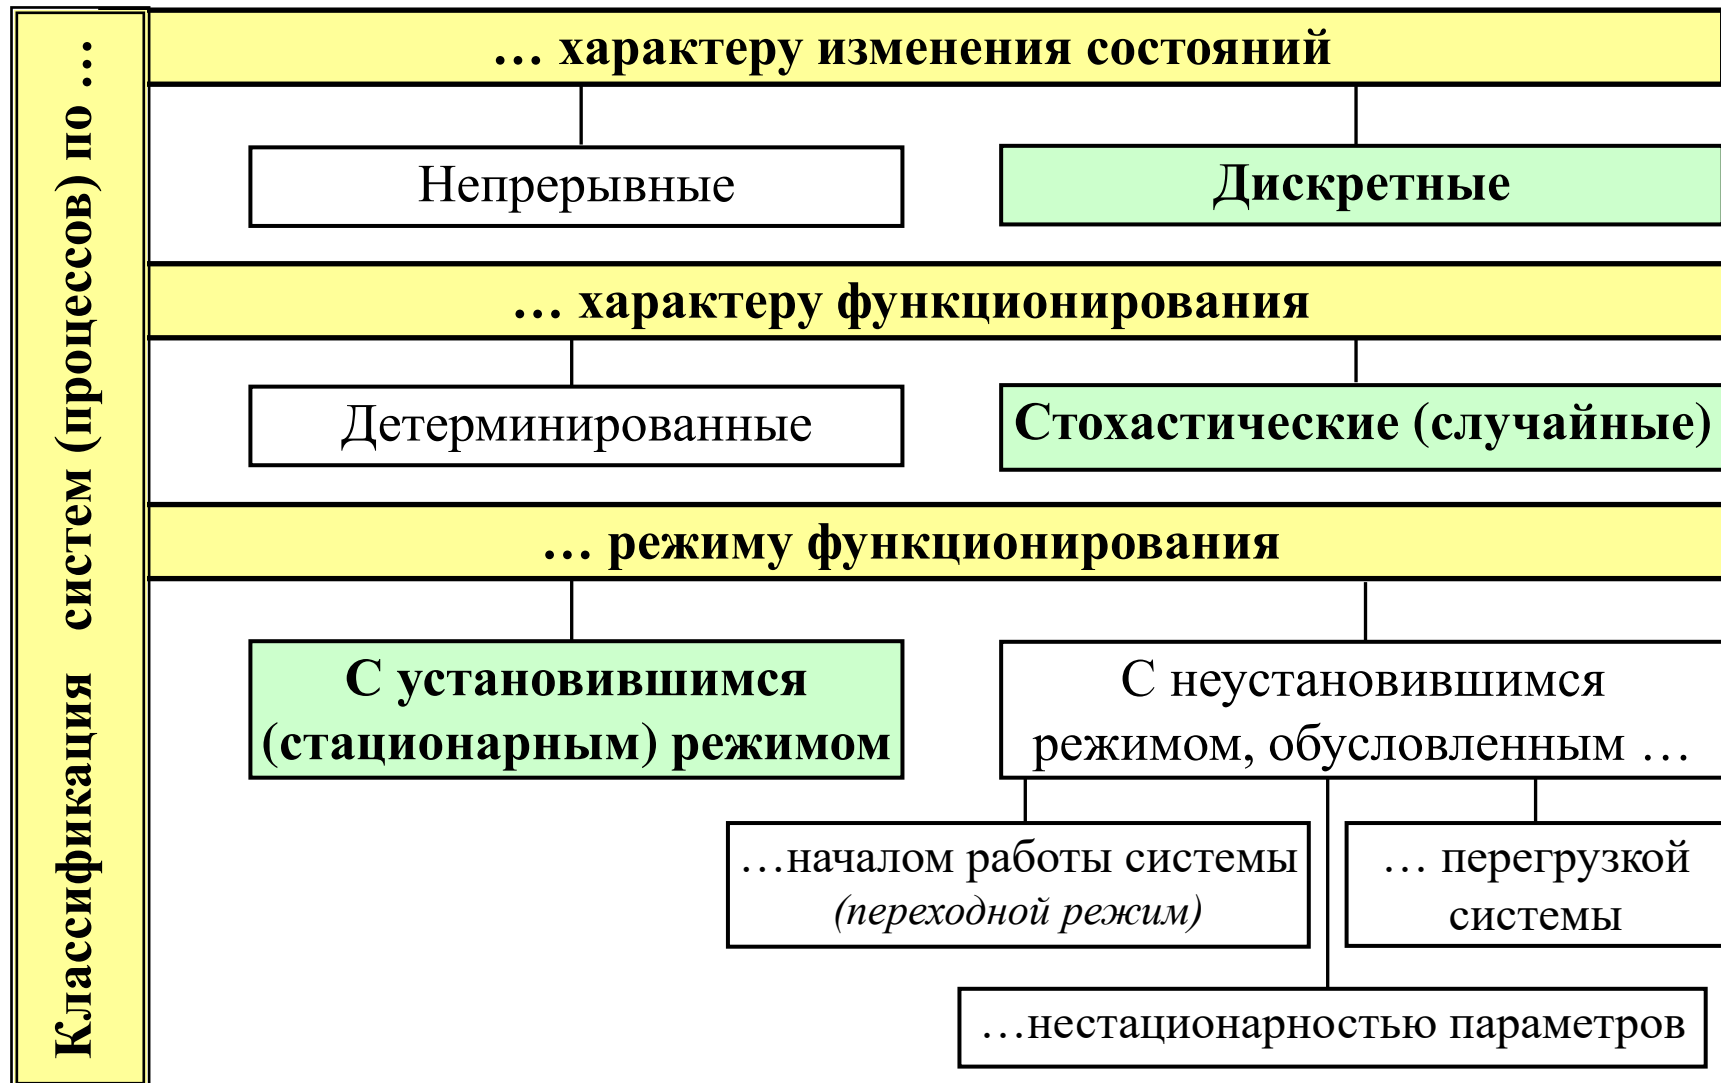 Классификация систем (процессов) по …
… характеру изменения состояний
Непрерывные
Дискретные
… характеру функционирования
Детерминированные
Стохастические (случайные)
… режиму функционирования
С установившимся
(стационарным) режимом
С неустановившимся
режимом, обусловленным …
…началом работы системы
(переходной режим)
… перегрузкой
системы
…нестационарностью параметров